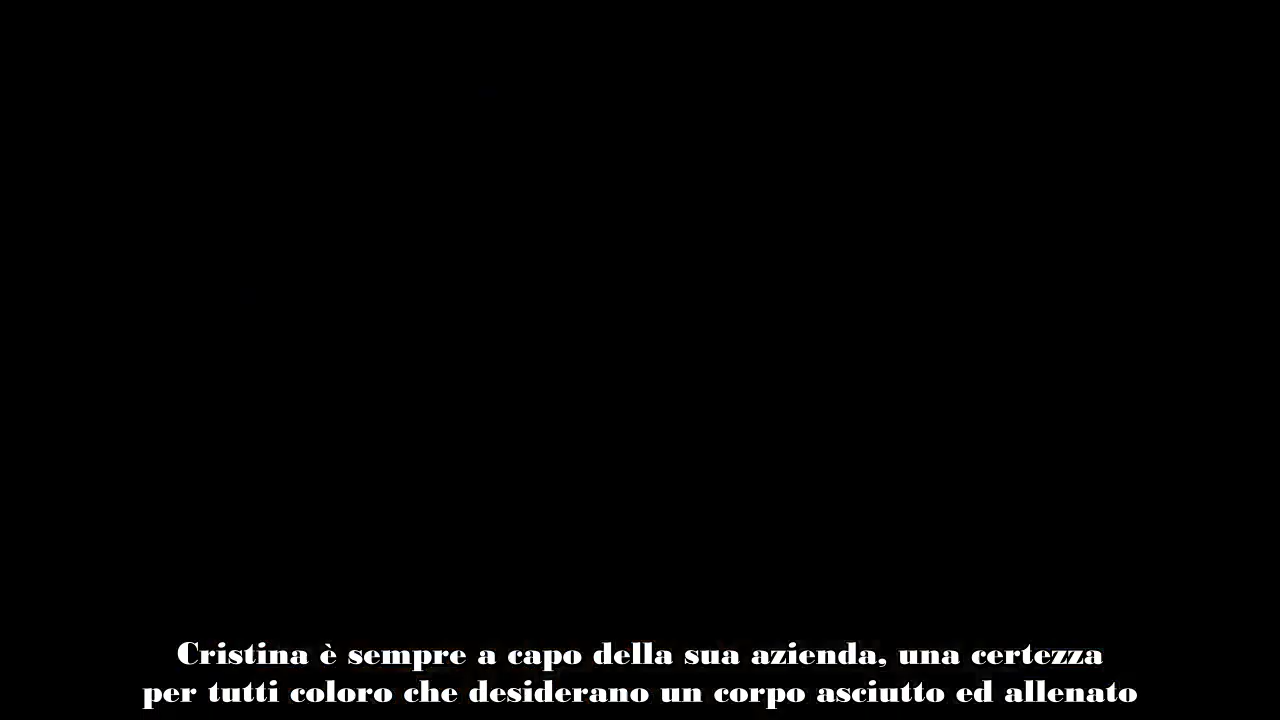 Cristina è sempre a capo della sua azienda, una certezza
per tutti coloro che desiderano un corpo asciutto ed allenato